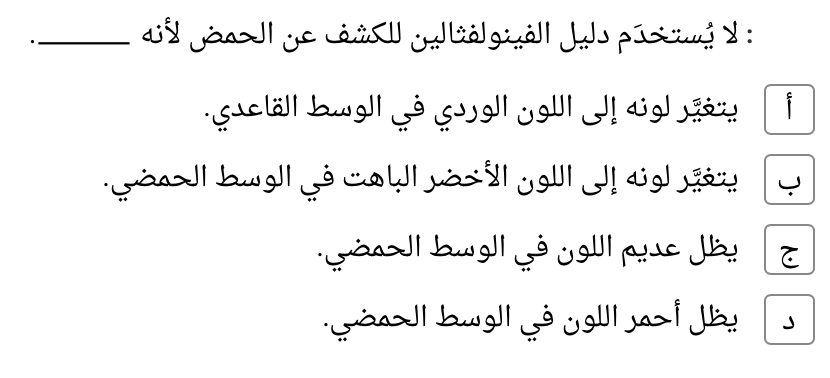 : لا يُستخدَم دليل الفينولفثالين للكشف عن الحمض لأنه ______.
أ يتغيَّر لونه إلى اللون الوردي في الوسط القاعدي.
ب يتغيَّر لونه إلى اللون الأخضر الباهت في الوسط الحمضي.
ج يظل عديم اللون في الوسط الحمضي.
د يظل أحمر اللون في الوسط الحمضي.